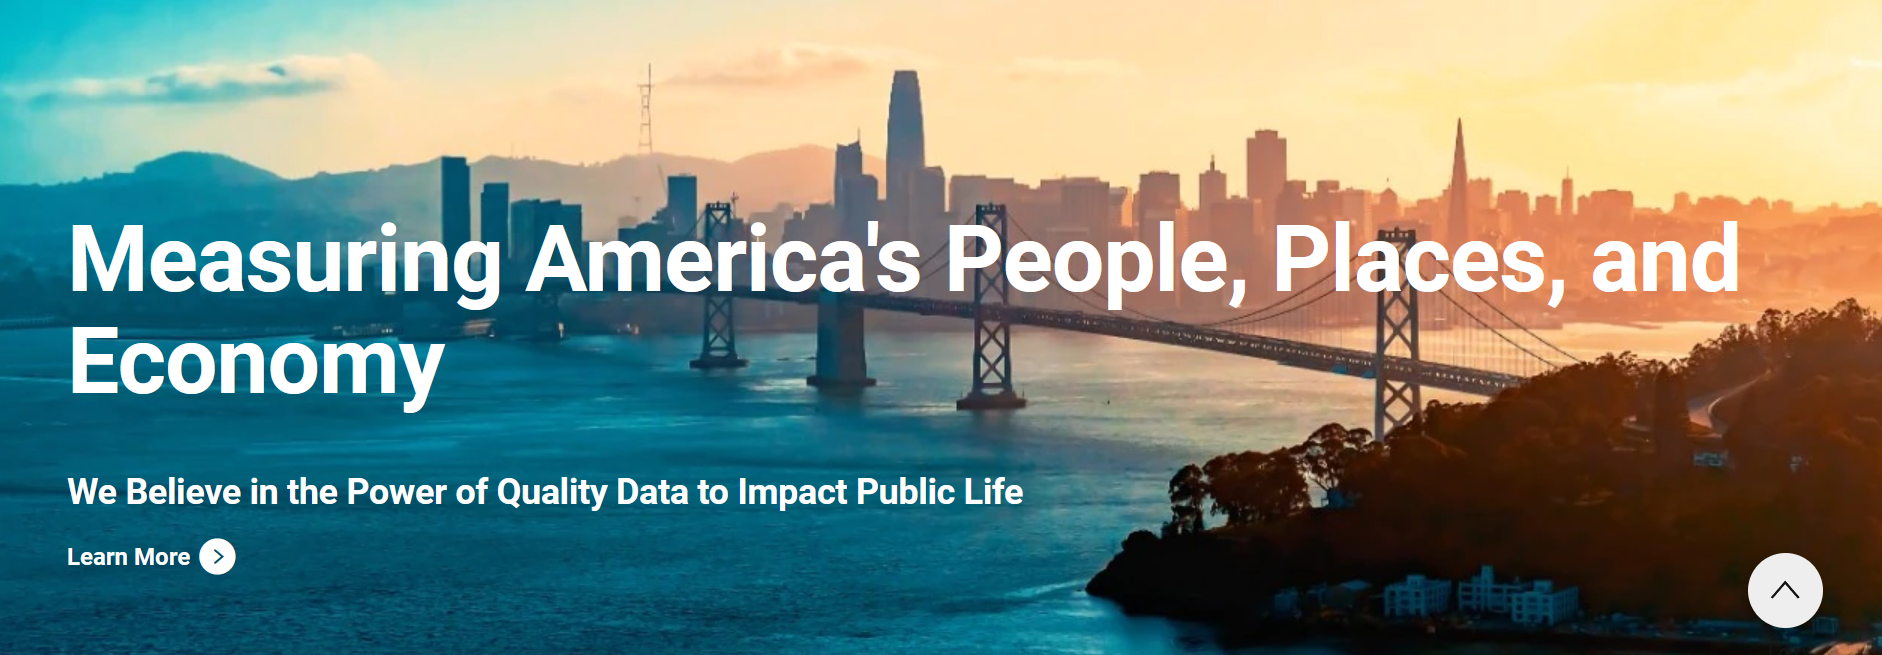 Measuring America's People, Places, and
Economy
We Believe in the Power of Quality Data to Impact Public Life
Learn More